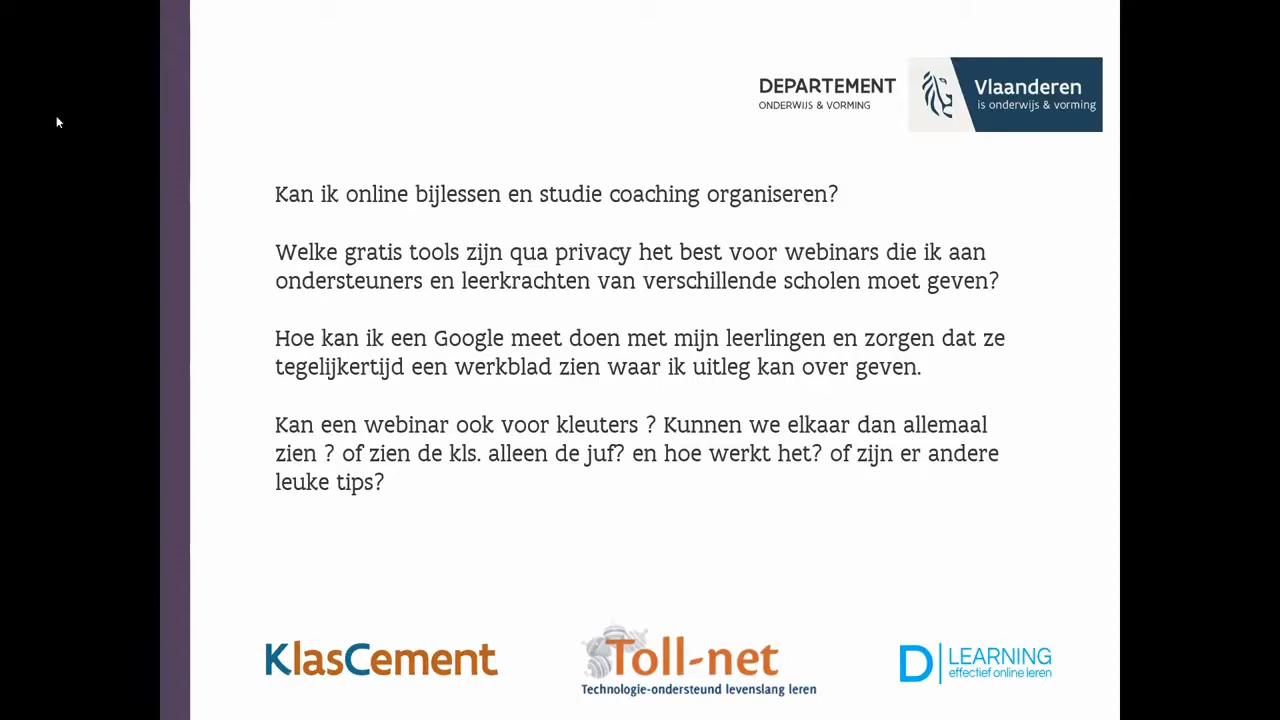 DEPARTEMENT
ONDERWIJS & VORMING
Vlaanderen
is onderwijs & vorming
Kan ik online bijlessen en studie coaching organiseren?
Welke gratis tools zijn qua privacy het best voor webinars die ik aan
ondersteuners en leerkrachten van verschillende scholen moet geven?
Hoe kan ik een Google meet doen met mijn leerlingen en zorgen dat ze
tegelijkertijd een werkblad zien waar ik uitleg kan over geven.
Kan een webinar ook voor kleuters ? Kunnen we elkaar dan allemaal
zien ? of zien de kls. alleen de juf? en hoe werkt het? of zijn er andere
leuke tips?
KlasCement
Toll-net
Technologie-ondersteund levenslang leren
D LEARNING
effectief online leren